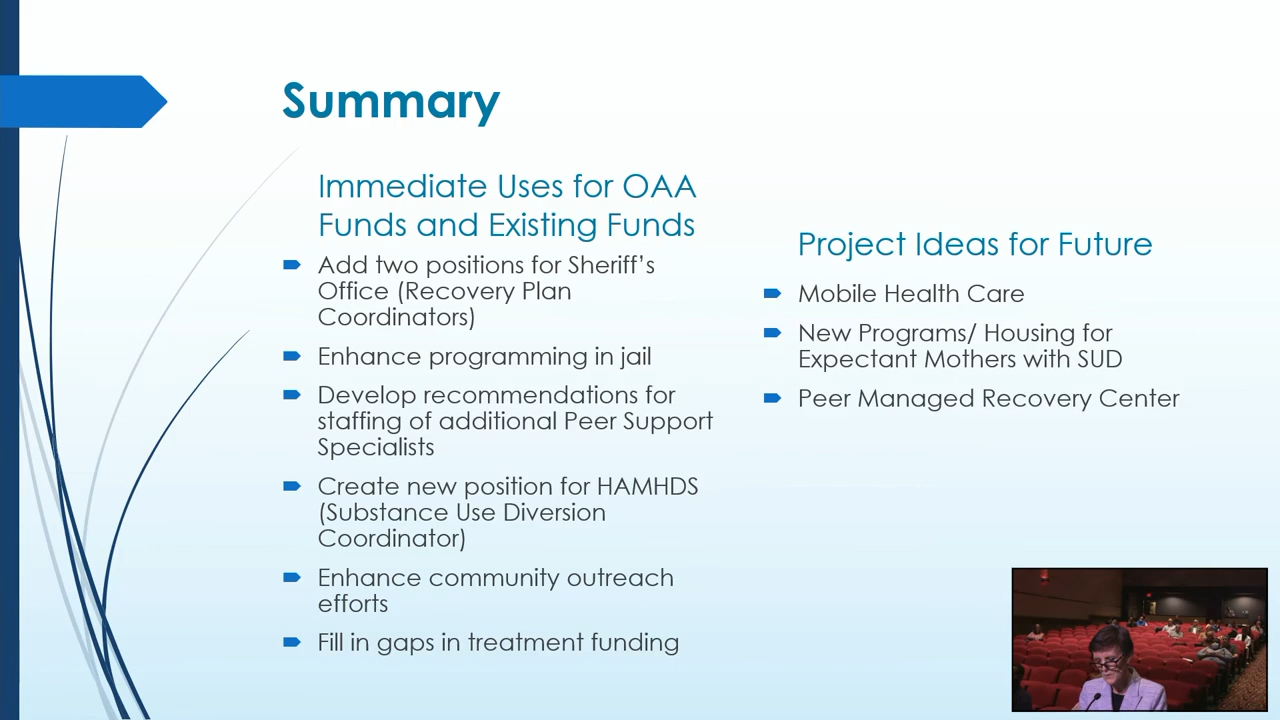 Summary
Immediate Uses for OAA
Funds and Existing Funds
Add two positions for Sheriff's
Office (Recovery Plan
Coordinators)
Enhance programming in jail
Develop recommendations for
staffing of additional Peer Support
Specialists
Create new position for HAMHDS
(Substance Use Diversion
Coordinator)
Enhance community outreach
efforts
Fill in gaps in treatment funding
Project Ideas for Future
Mobile Health Care
New Programs/ Housing for
Expectant Mothers with SUD
Peer Managed Recovery Center